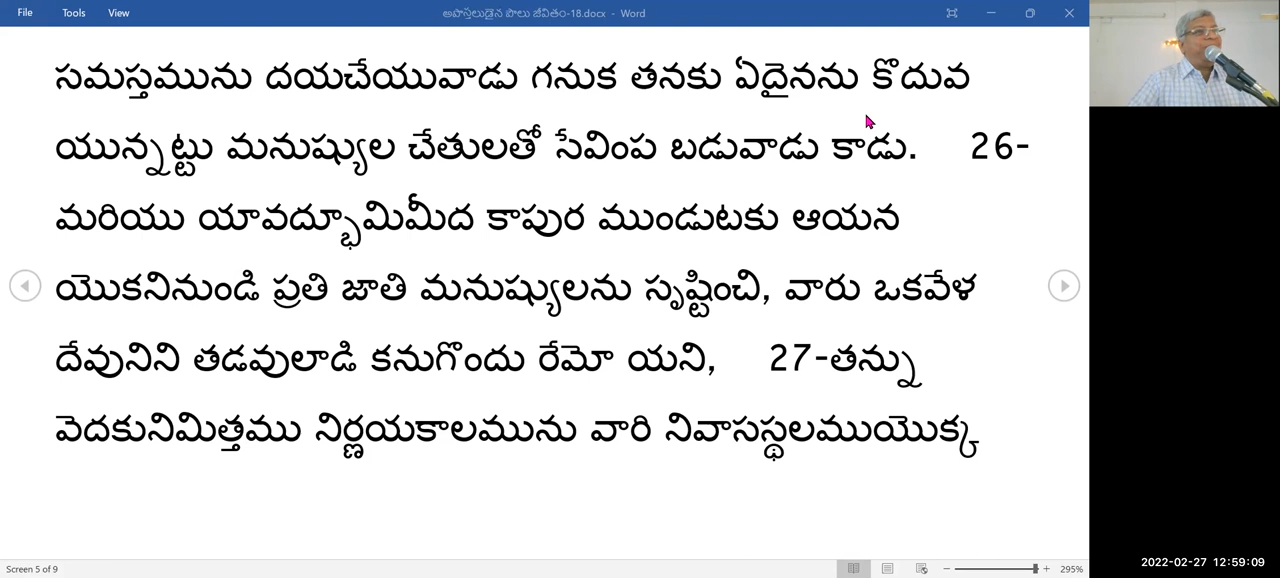 File Tools View అపొస్తలుడైన పౌలు జీవితం-18.docx - Word
సమస్తమును దయచేయువాడు గనుక తనకు ఏదైనను కొదువ
యున్నట్టు మనుష్యుల చేతులతో సేవింప బడువాడు కాడు. 26-
మరియు యావద్భూమిమీద కాపుర ముండుటకు ఆయన
యొకనినుండి ప్రతి జాతి మనుష్యులను సృష్టించి, వారు ఒకవేళ
దేవునిని తడవులాడి కనుగొందు రేమో యని, 27-తన్ను
వెదకునిమిత్తము నిర్ణయకాలమును వారి నివాసస్థలముయొక్క
Screen 5 of 9 295%
2022-02-27 12:59:09